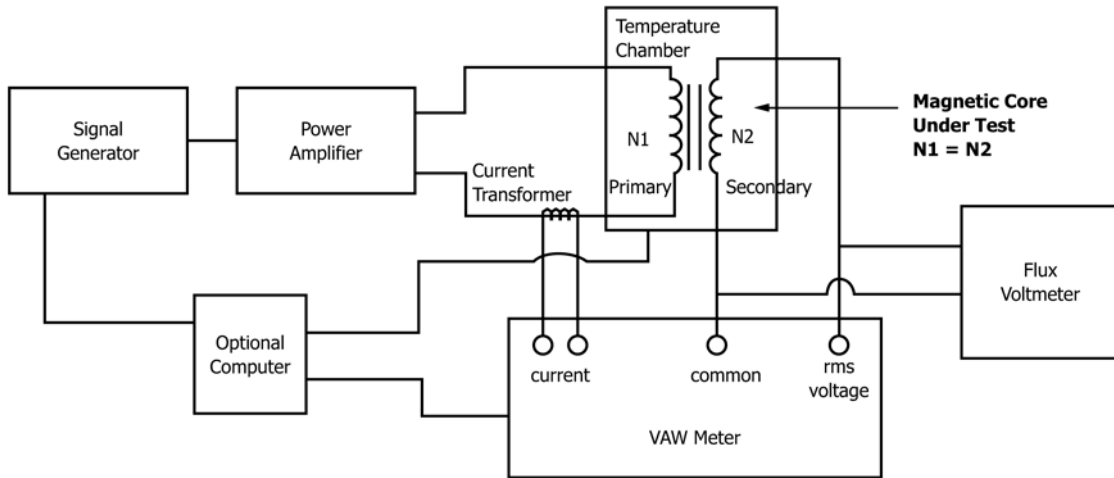 Temperature
Chamber
Signal
Generator
Power
Amplifier
N1
N2
Magnetic Core
Under Test
N1 = N2
Current
Transformer
Primary
Secondary
Flux
Voltmeter
Optional
Computer
current
common
rms
voltage
VAW Meter